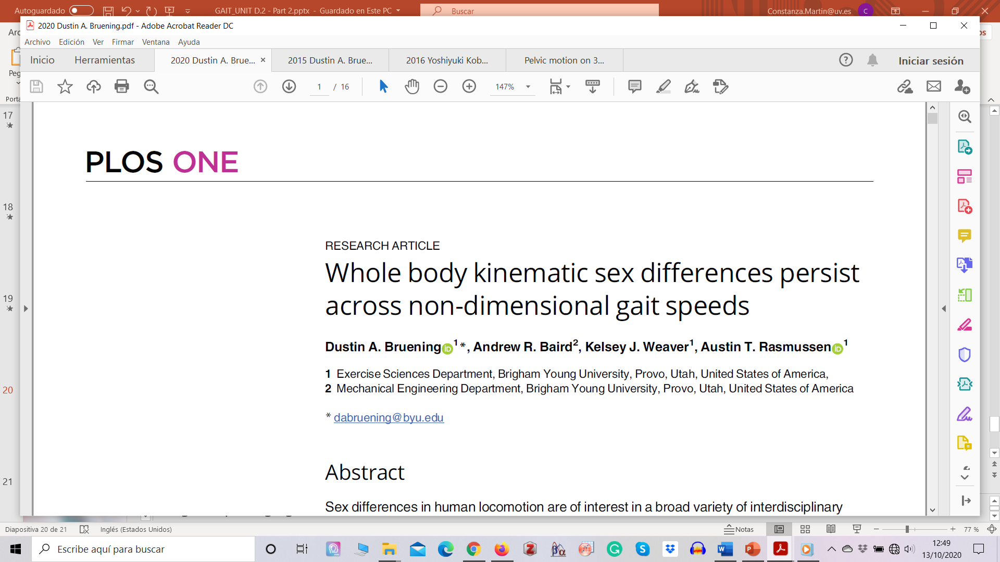 Autoguardado
GAIT_UNIT D.2 - Part 2.pptx - Guardado en Este PC
Buscar
Constanza.Martin@uv.es
C
2020 Dustin A. Bruening.pdf - Adobe Acrobat Reader DC
Archivo Edición Ver Firmar Ventana Ayuda
Inicio Herramientas 2020 Dustin A. Brue... × 2015 Dustin A. Brue... 2016 Yoshiyuki Kob... Pelvic motion on 3... Iniciar sesión
1 / 16 147%
17
18
19
20
21
PLOS ONE
RESEARCH ARTICLE
Whole body kinematic sex differences persist
across non-dimensional gait speeds
Dustin A. Bruening iD 1*, Andrew R. Baird2, Kelsey J. Weaver1, Austin T. Rasmussen iD 1
1 Exercise Sciences Department, Brigham Young University, Provo, Utah, United States of America,
2 Mechanical Engineering Department, Brigham Young University, Provo, Utah, United States of America
* dabruening@byu.edu
Abstract
Sex differences in human locomotion are of interest in a broad variety of interdisciplinary
Diapositiva 20 de 21 Inglés (Estados Unidos) Notas 77 %
Escribe aquí para buscar
12:49
13/10/2020